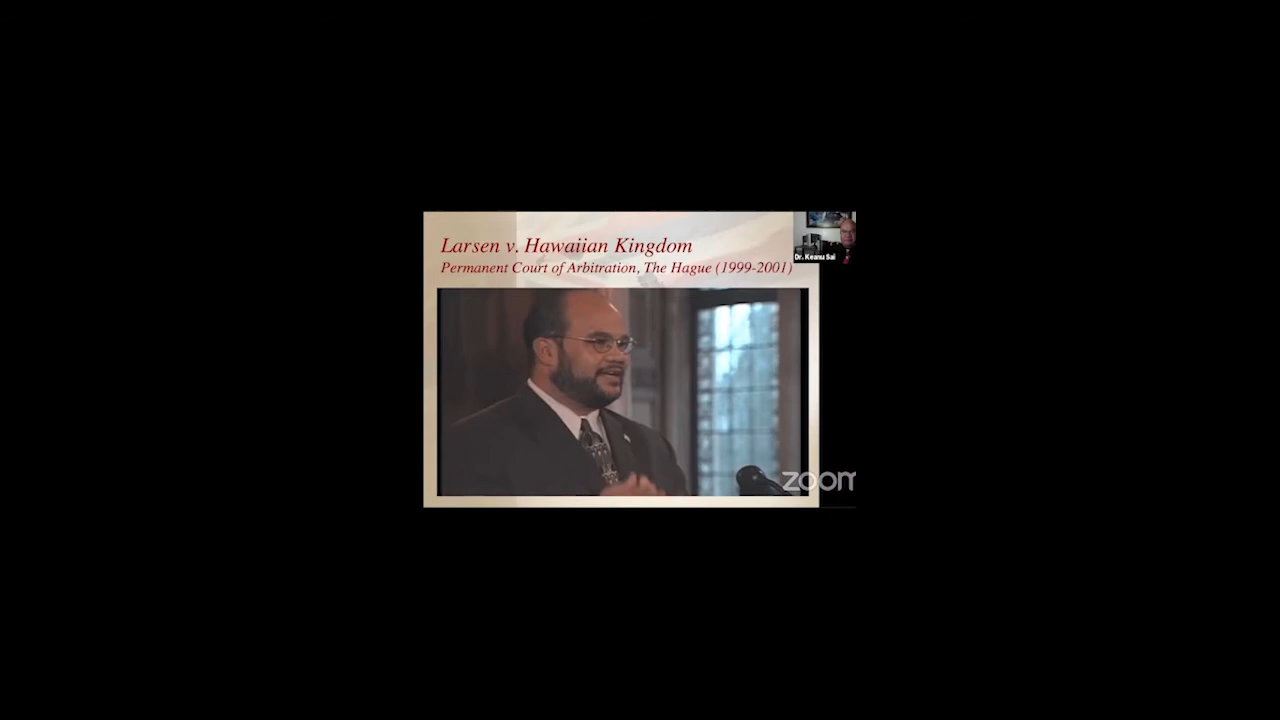 Larsen v. Hawaiian Kingdom
Permanent Court of Arbitration, The Hague (1999-2001)
Dr. Keanu Sai
zoom